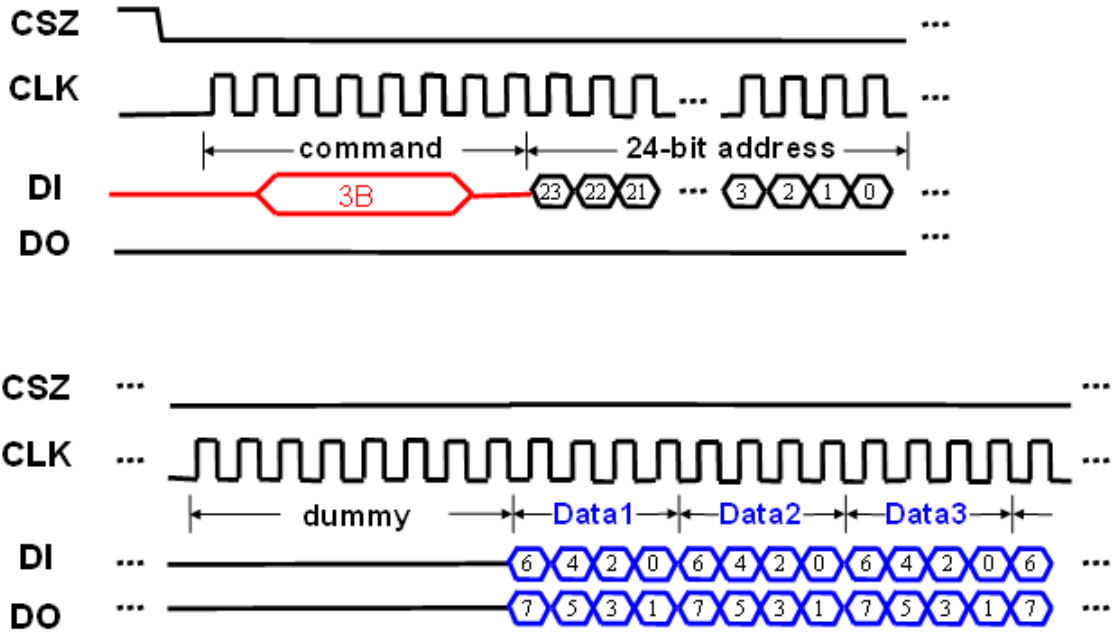 CSZ ...
CLK ... ...
command 24-bit address
DI 3B 23 22 21 ... 3 2 1 0 ...
DO ...
CSZ ... ...
CLK ... ...
dummy Data1 Data2 Data3
DI ... 6 4 2 0 6 4 2 0 6 4 2 0 6 ...
DO ... 7 5 3 1 7 5 3 1 7 5 3 1 7 ...